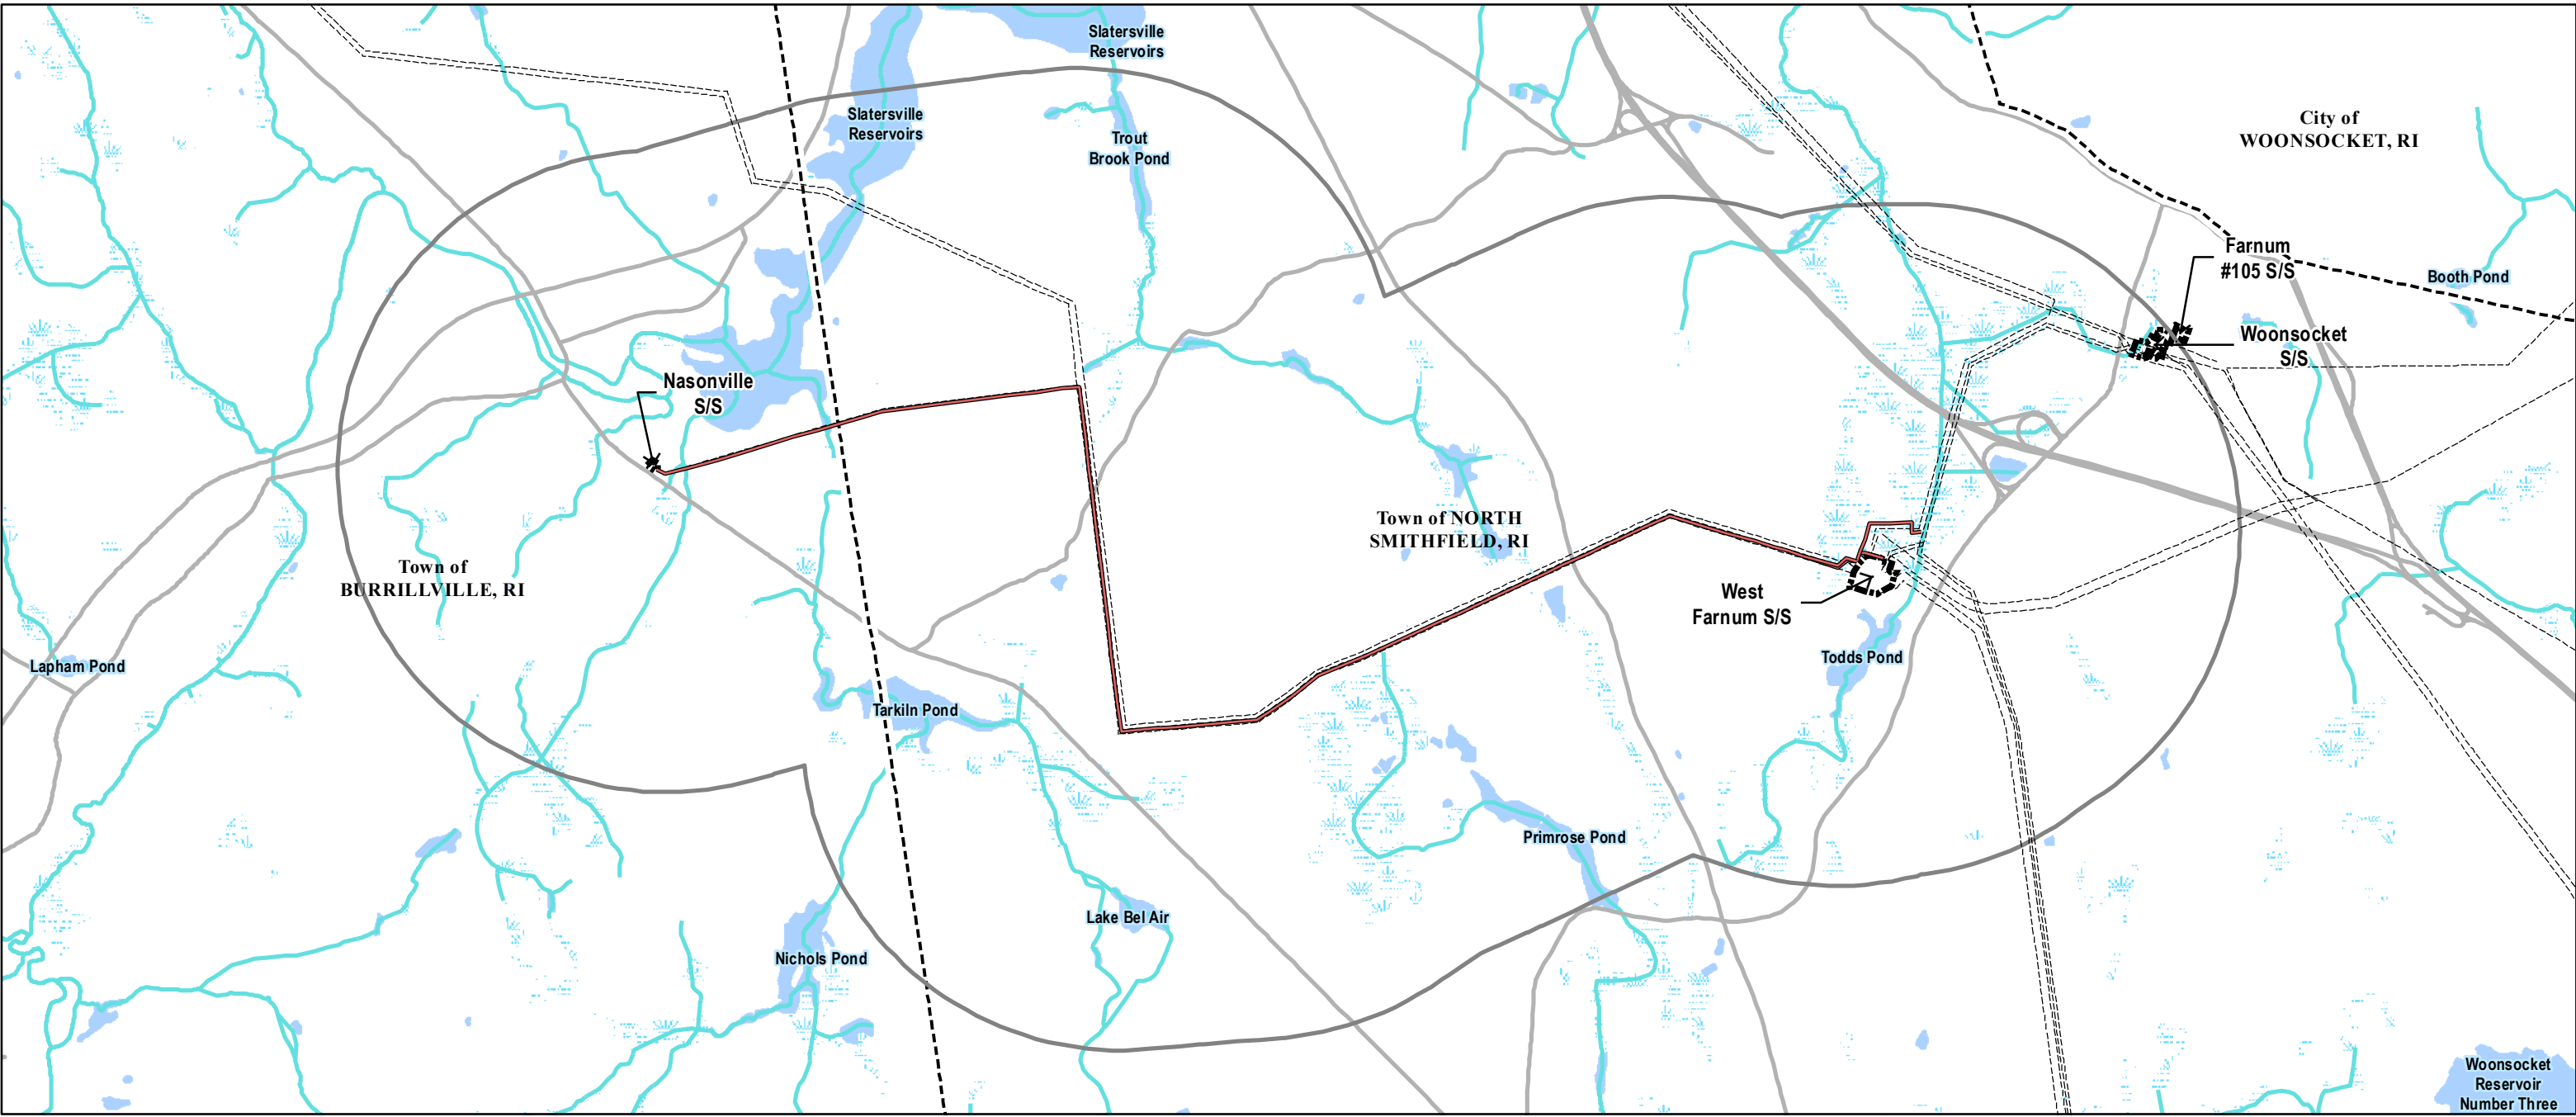 Slatersville
Reservoirs
Slatersville
Reservoirs
Trout
Brook Pond
City of
WOONSOCKET, RI
Farnum
#105 S/S
Booth Pond
Woonsocket
S/S
Nasonville
S/S
Town of NORTH
SMITHFIELD, RI
Town of
BURRILLVILLE, RI
West
Farnum S/S
Todds Pond
Lapham Pond
Tarkiln Pond
Primrose Pond
Lake Bel Air
Nichols Pond
Woonsocket
Reservoir
Number Three